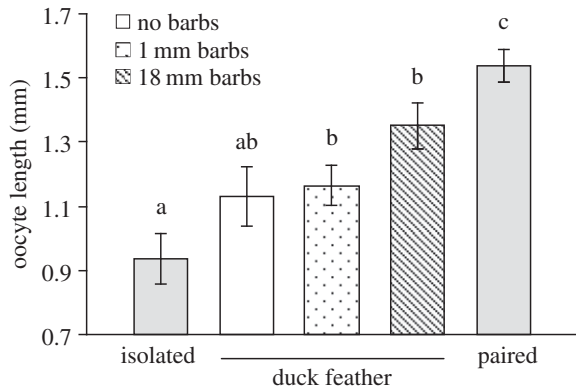 1.7
1.5
1.3
1.1
0.9
0.7
oocyte length (mm)
no barbs
1 mm barbs
18 mm barbs
a
ab
b
b
c
isolated
duck feather
paired